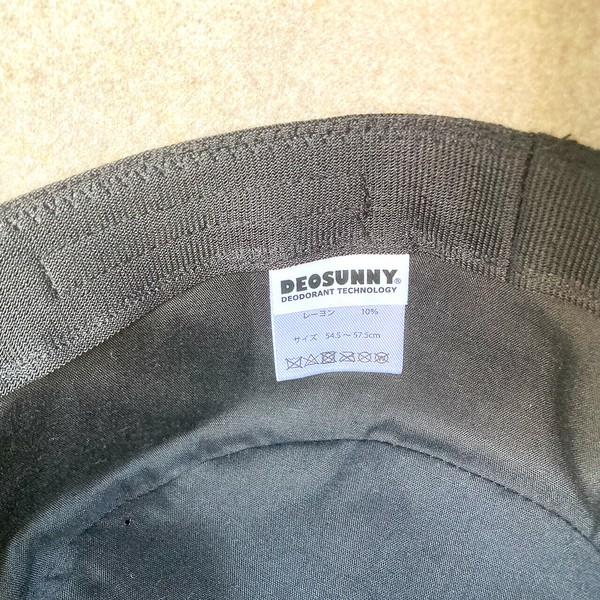 DEOSUNNY®
DEODORANT TECHNOLOGY
レーヨン 10%
サイズ 54.5〜57.5cm